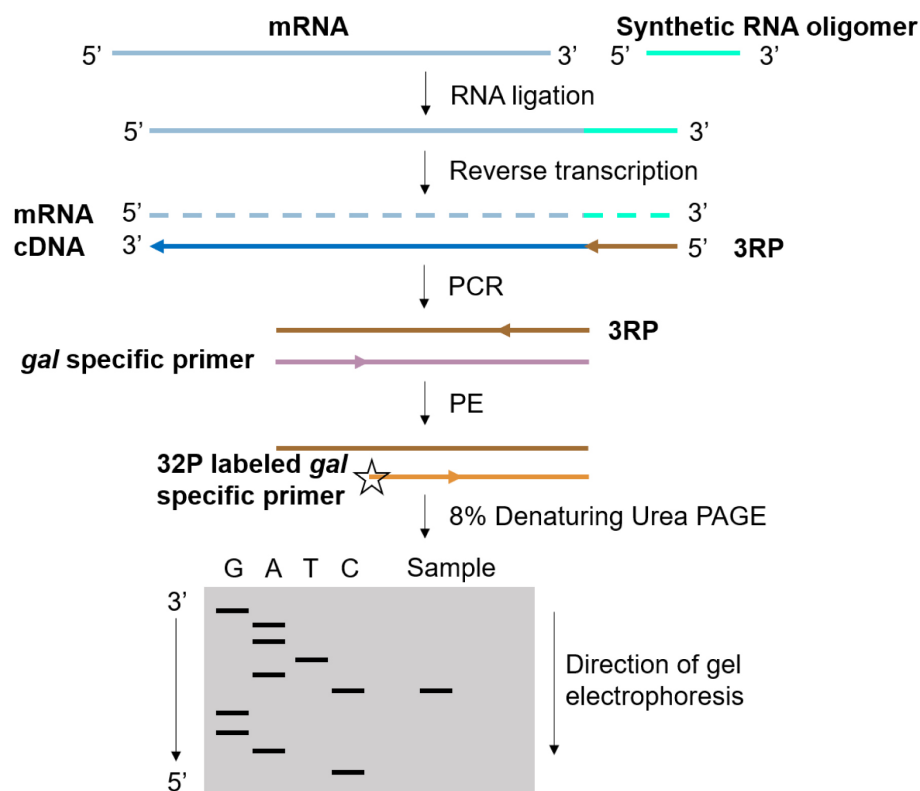 mRNA
Synthetic RNA oligomer
5’ 3’ 5’ 3’
RNA ligation
5’ 3’
Reverse transcription
mRNA 5’ 3’
cDNA 3’ 5’ 3RP
PCR
3RP
gal specific primer
PE
32P labeled gal
specific primer
8% Denaturing Urea PAGE
G A T C Sample
3’
Direction of gel
electrophoresis
5’